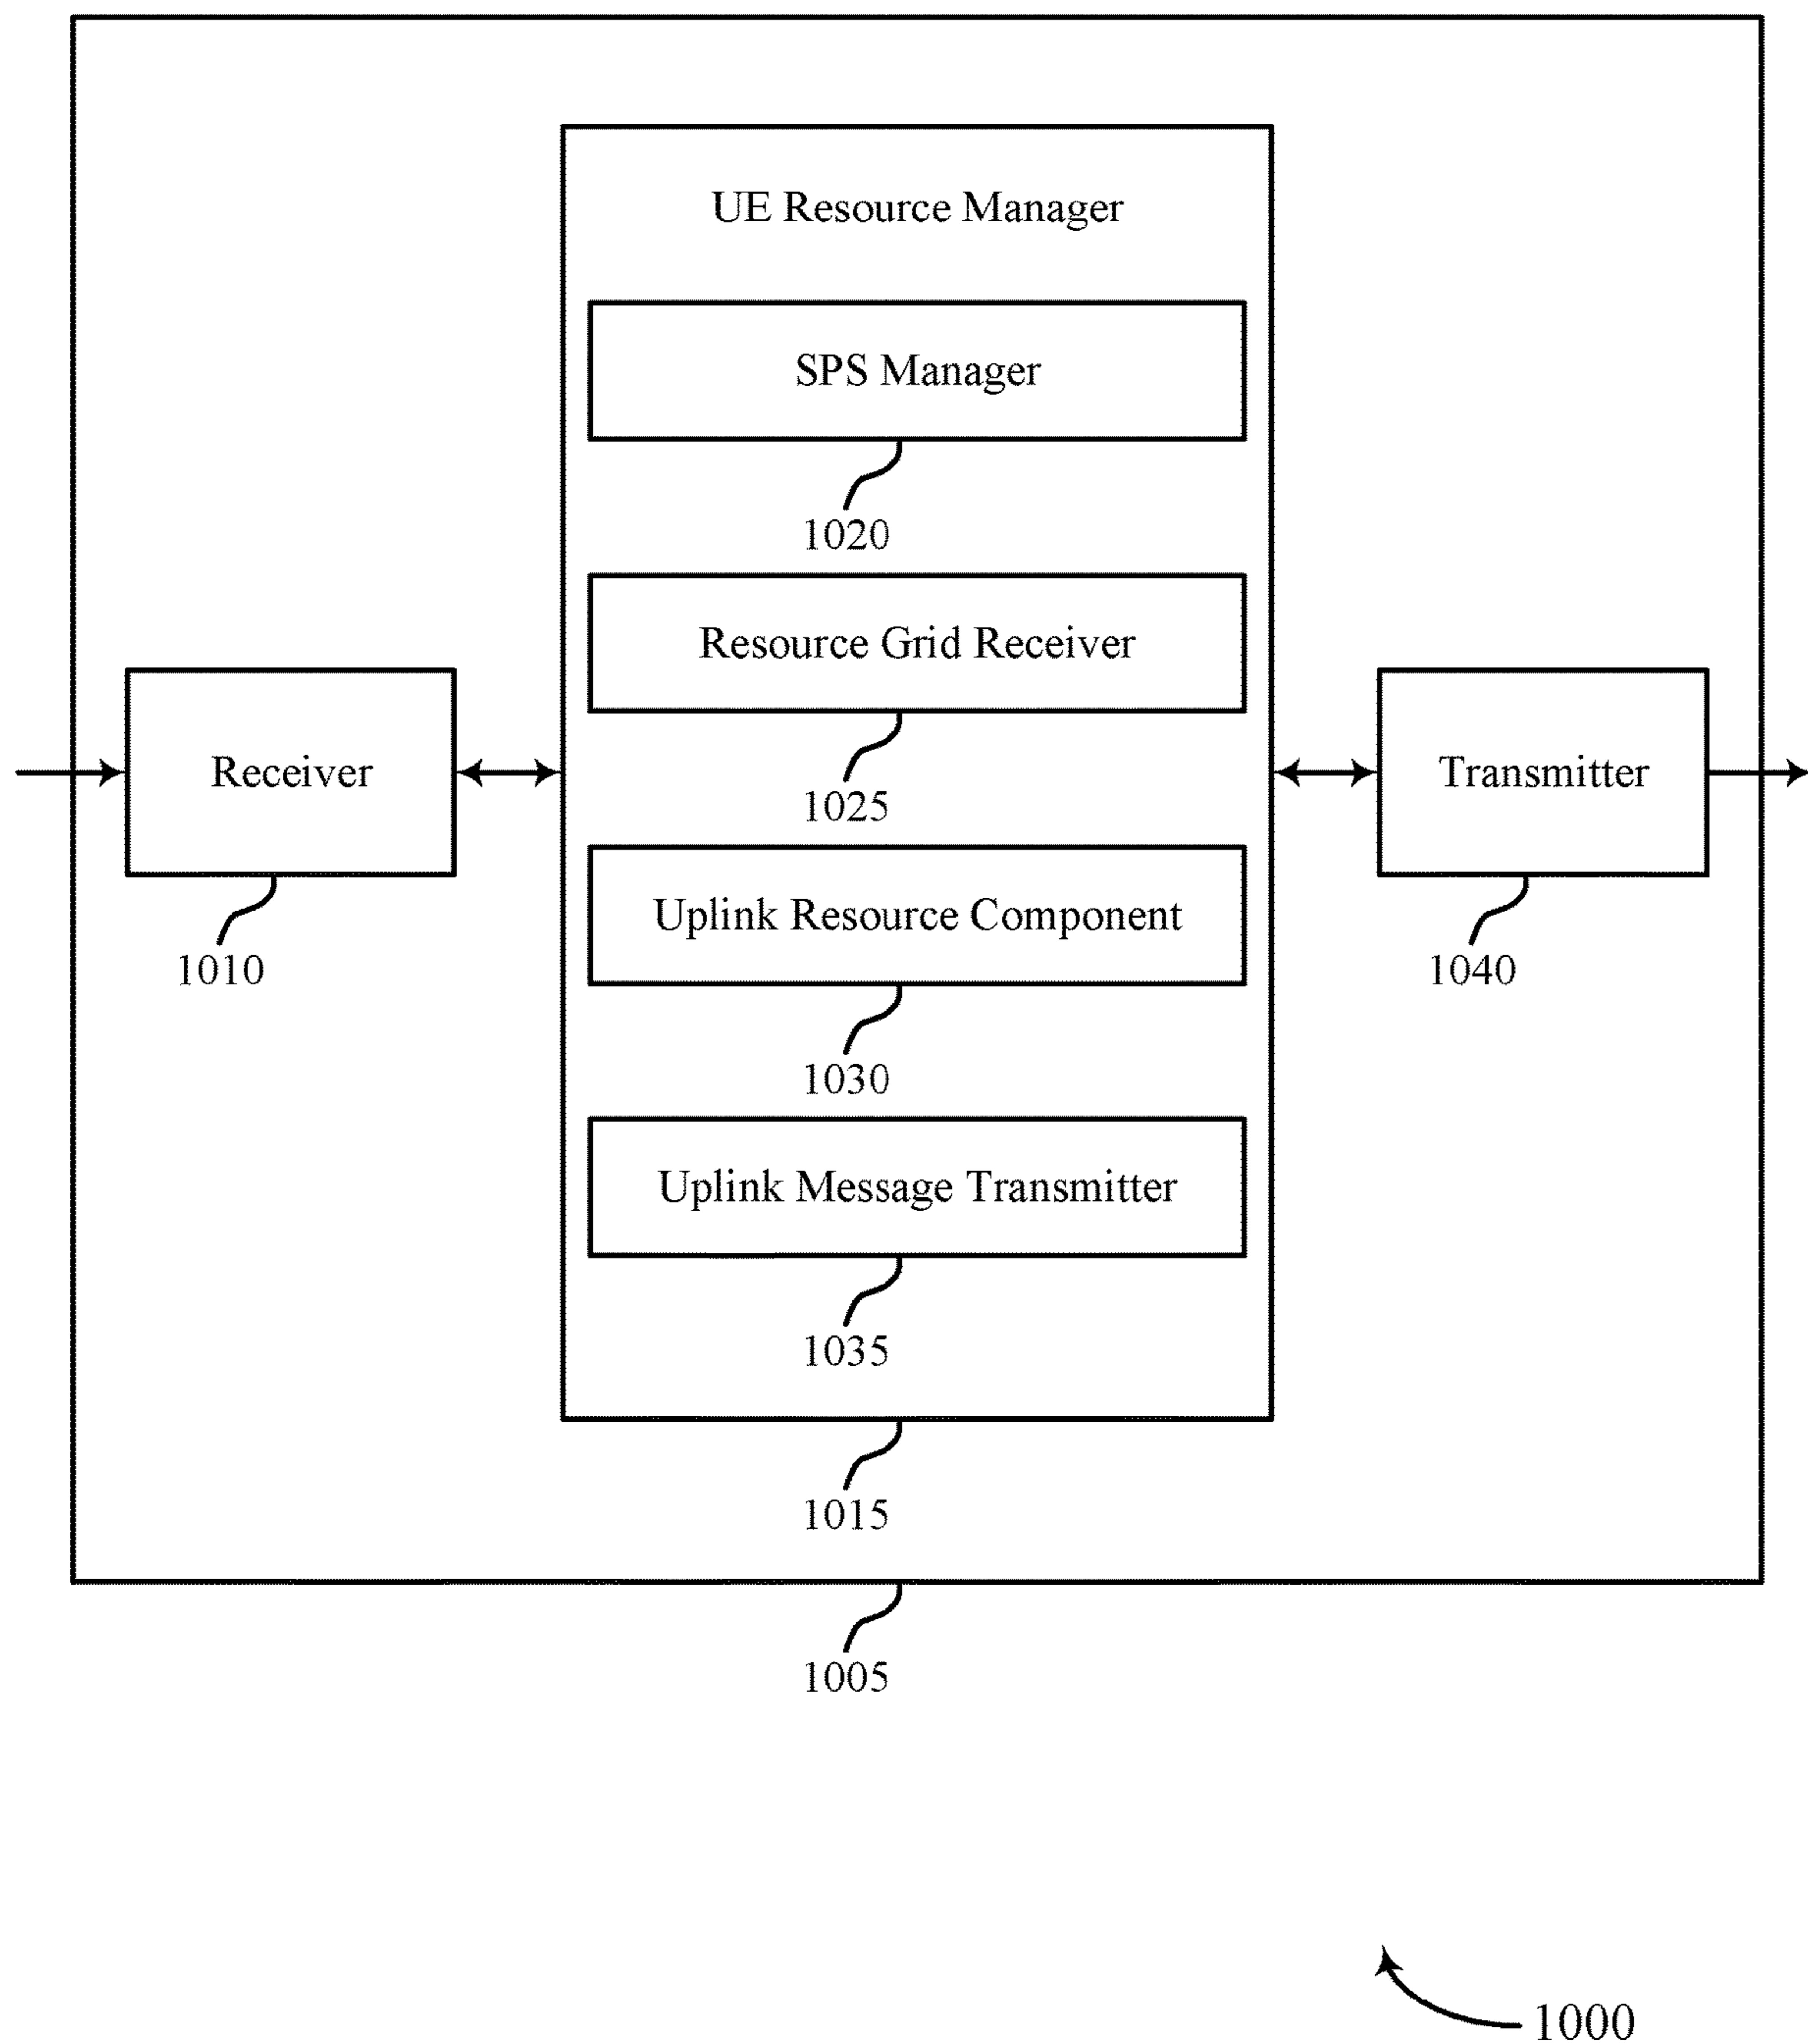 UE Resource Manager
SPS Manager
1020
Resource Grid Receiver
1025
Receiver
1010
Transmitter
1040
Uplink Resource Component
1030
Uplink Message Transmitter
1035
1015
1005
1000